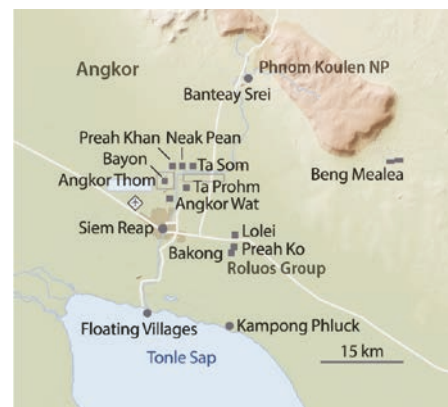 Angkor
Phnom Koulen NP
Banteay Srei
Preah Khan Neak Pean
Bayon
Ta Som
Beng Mealea
Angkor Thom
Ta Prohm
Angkor Wat
Siem Reap
Lolei
Preah Ko
Bakong
Roluos Group
Floating Villages
Kampong Phluck
Tonle Sap
15 km